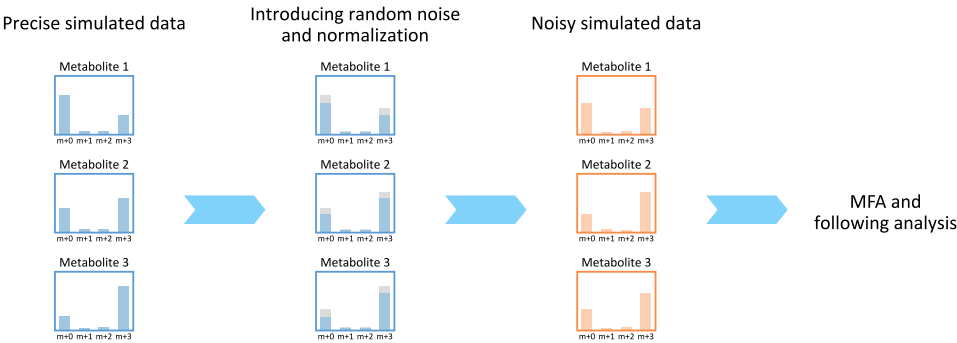 Precise simulated data
Introducing random noise
and normalization
Noisy simulated data
Metabolite 1
m+0 m+1 m+2 m+3
Metabolite 1
m+0 m+1 m+2 m+3
Metabolite 1
m+0 m+1 m+2 m+3
Metabolite 2
m+0 m+1 m+2 m+3
Metabolite 2
m+0 m+1 m+2 m+3
Metabolite 2
m+0 m+1 m+2 m+3
MFA and
following analysis
Metabolite 3
m+0 m+1 m+2 m+3
Metabolite 3
m+0 m+1 m+2 m+3
Metabolite 3
m+0 m+1 m+2 m+3